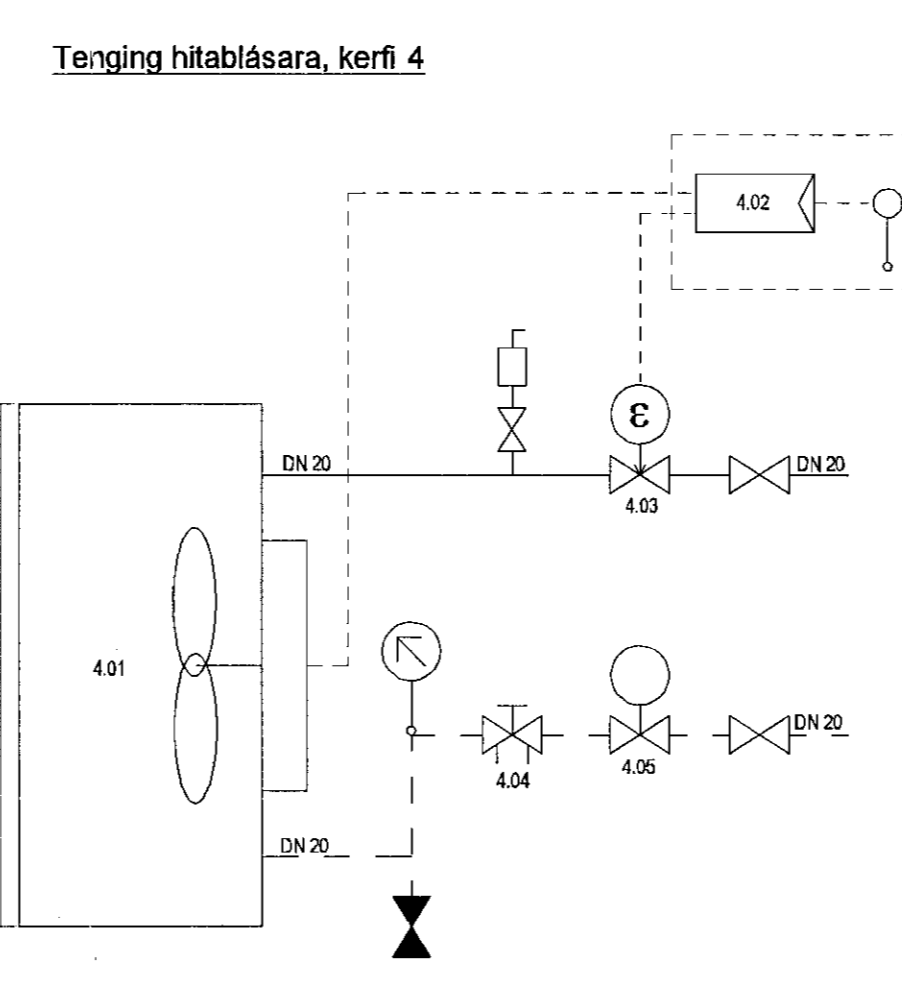 Tenging hitablásara, kerfi 4
4.02
ε
DN 20
DN 20
4.03
4.01
DN 20
4.04
4.05
DN 20